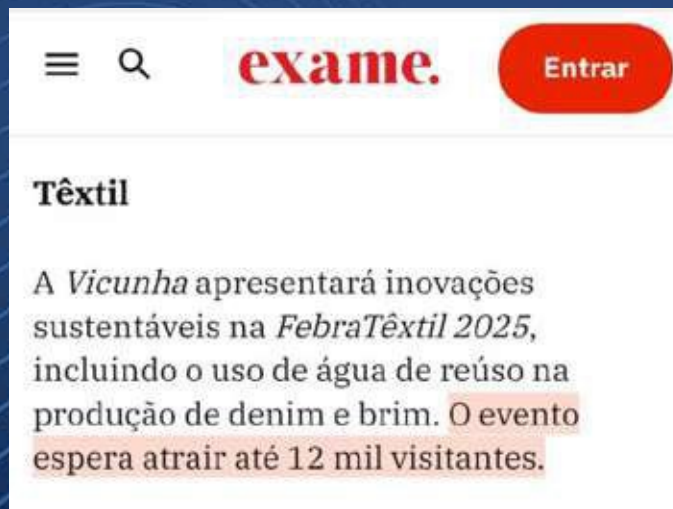 exame.
Entrar
Têxtil
A Vicunha apresentará inovações
sustentáveis na FebraTêxtil 2025,
incluindo o uso de água de reúso na
produção de denim e brim. O evento
espera atrair até 12 mil visitantes.